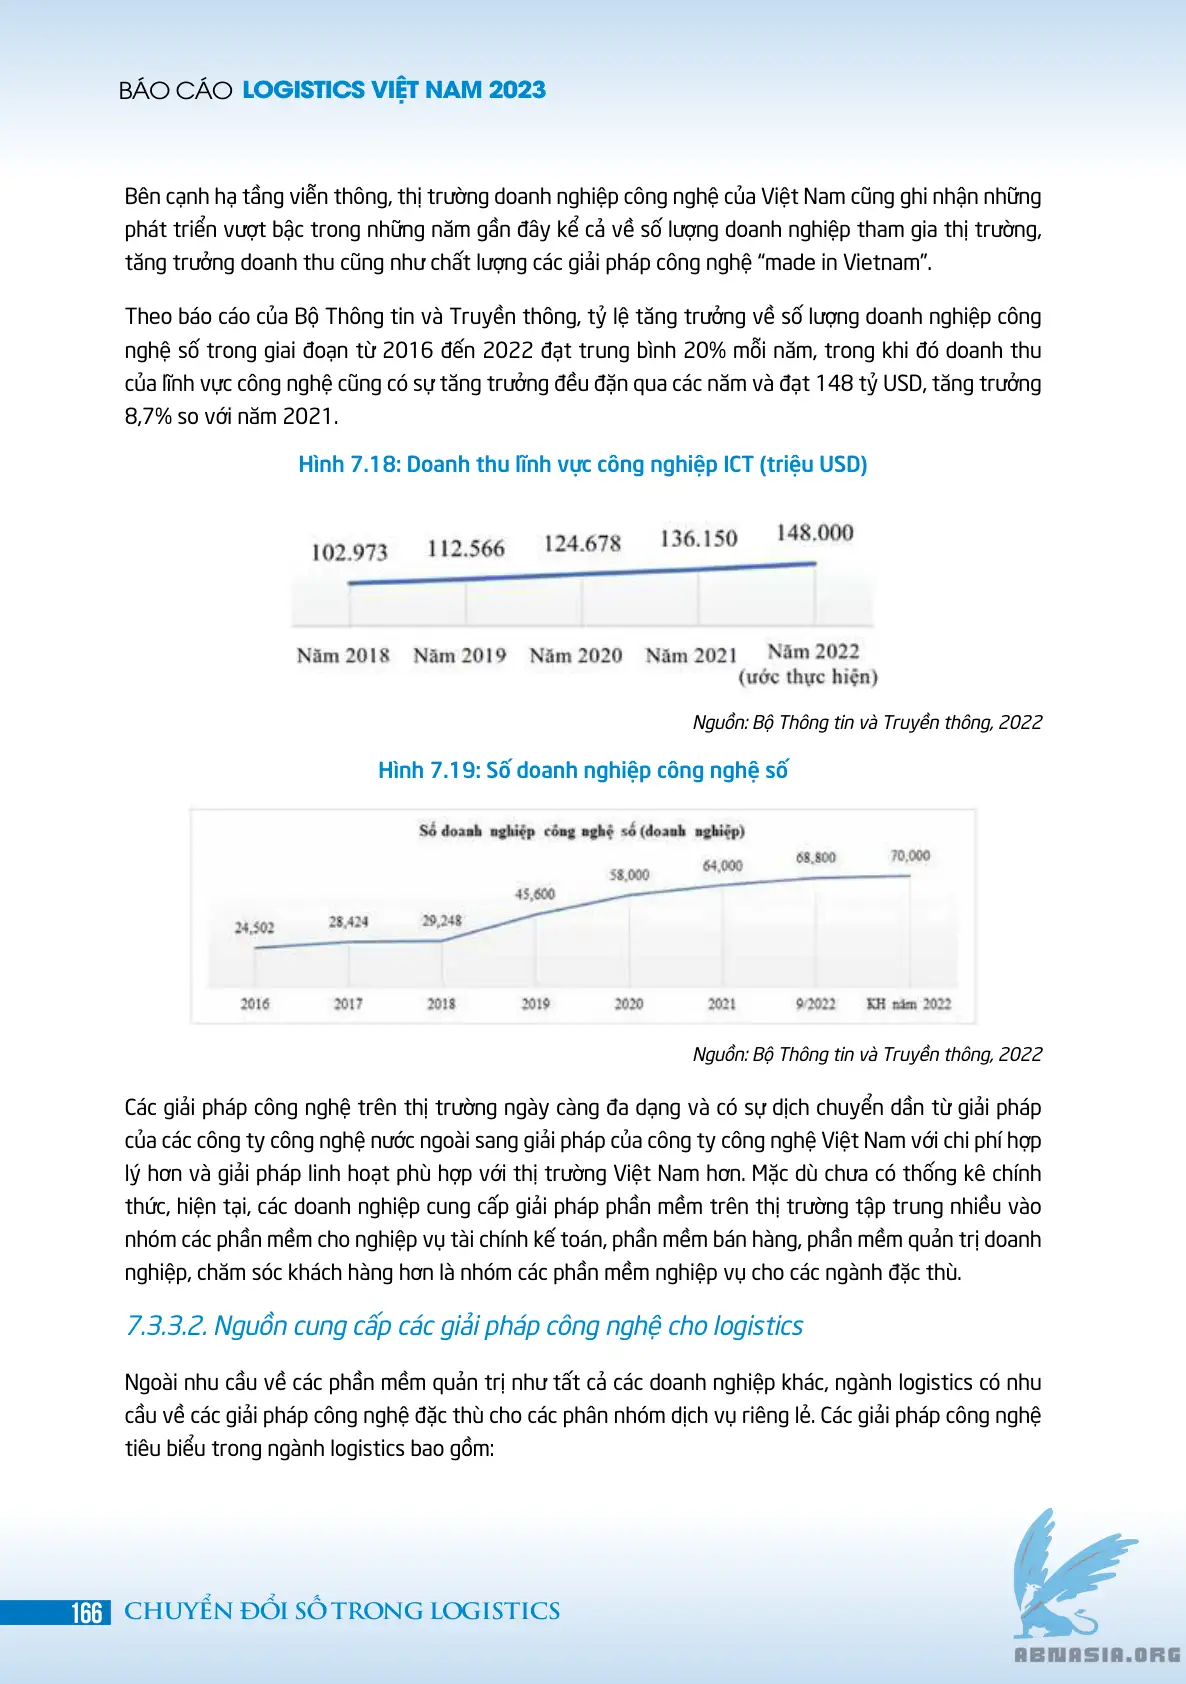 BÁO CÁO LOGISTICS VIỆT NAM 2023
Bên cạnh hạ tầng viễn thông, thị trường doanh nghiệp công nghệ của Việt Nam cũng ghi nhận những
phát triển vượt bậc trong những năm gần đây kể cả về số lượng doanh nghiệp tham gia thị trường,
tăng trưởng doanh thu cũng như chất lượng các giải pháp công nghệ “made in Vietnam”.
Theo báo cáo của Bộ Thông tin và Truyền thông, tỷ lệ tăng trưởng về số lượng doanh nghiệp công
nghệ số trong giai đoạn từ 2016 đến 2022 đạt trung bình 20% mỗi năm, trong khi đó doanh thu
của lĩnh vực công nghệ cũng có sự tăng trưởng đều đặn qua các năm và đạt 148 tỷ USD, tăng trưởng
8,7% so với năm 2021.
Hình 7.18: Doanh thu lĩnh vực công nghiệp ICT (triệu USD)
102.973 112.566 124.678 136.150 148.000
Năm 2018 Năm 2019 Năm 2020 Năm 2021 Năm 2022
(ước thực hiện)
Nguồn: Bộ Thông tin và Truyền thông, 2022
Hình 7.19: Số doanh nghiệp công nghệ số
Số doanh nghiệp công nghệ số (doanh nghiệp)
24,502 28,424 29,248 45,600 58,000 64,000 68,800 70,000
2016 2017 2018 2019 2020 2021 9/2022 KH năm 2022
Nguồn: Bộ Thông tin và Truyền thông, 2022
Các giải pháp công nghệ trên thị trường ngày càng đa dạng và có sự dịch chuyển dần từ giải pháp
của các công ty công nghệ nước ngoài sang giải pháp của công ty công nghệ Việt Nam với chi phí hợp
lý hơn và giải pháp linh hoạt phù hợp với thị trường Việt Nam hơn. Mặc dù chưa có thống kê chính
thức, hiện tại, các doanh nghiệp cung cấp giải pháp phần mềm trên thị trường tập trung nhiều vào
nhóm các phần mềm cho nghiệp vụ tài chính kế toán, phần mềm bán hàng, phần mềm quản trị doanh
nghiệp, chăm sóc khách hàng hơn là nhóm các phần mềm nghiệp vụ cho các ngành đặc thù.
7.3.3.2. Nguồn cung cấp các giải pháp công nghệ cho logistics
Ngoài nhu cầu về các phần mềm quản trị như tất cả các doanh nghiệp khác, ngành logistics có nhu
cầu về các giải pháp công nghệ đặc thù cho các phân nhóm dịch vụ riêng lẻ. Các giải pháp công nghệ
tiêu biểu trong ngành logistics bao gồm:
166 CHUYỂN ĐỔI SỐ TRONG LOGISTICS
ABNASIA.ORG